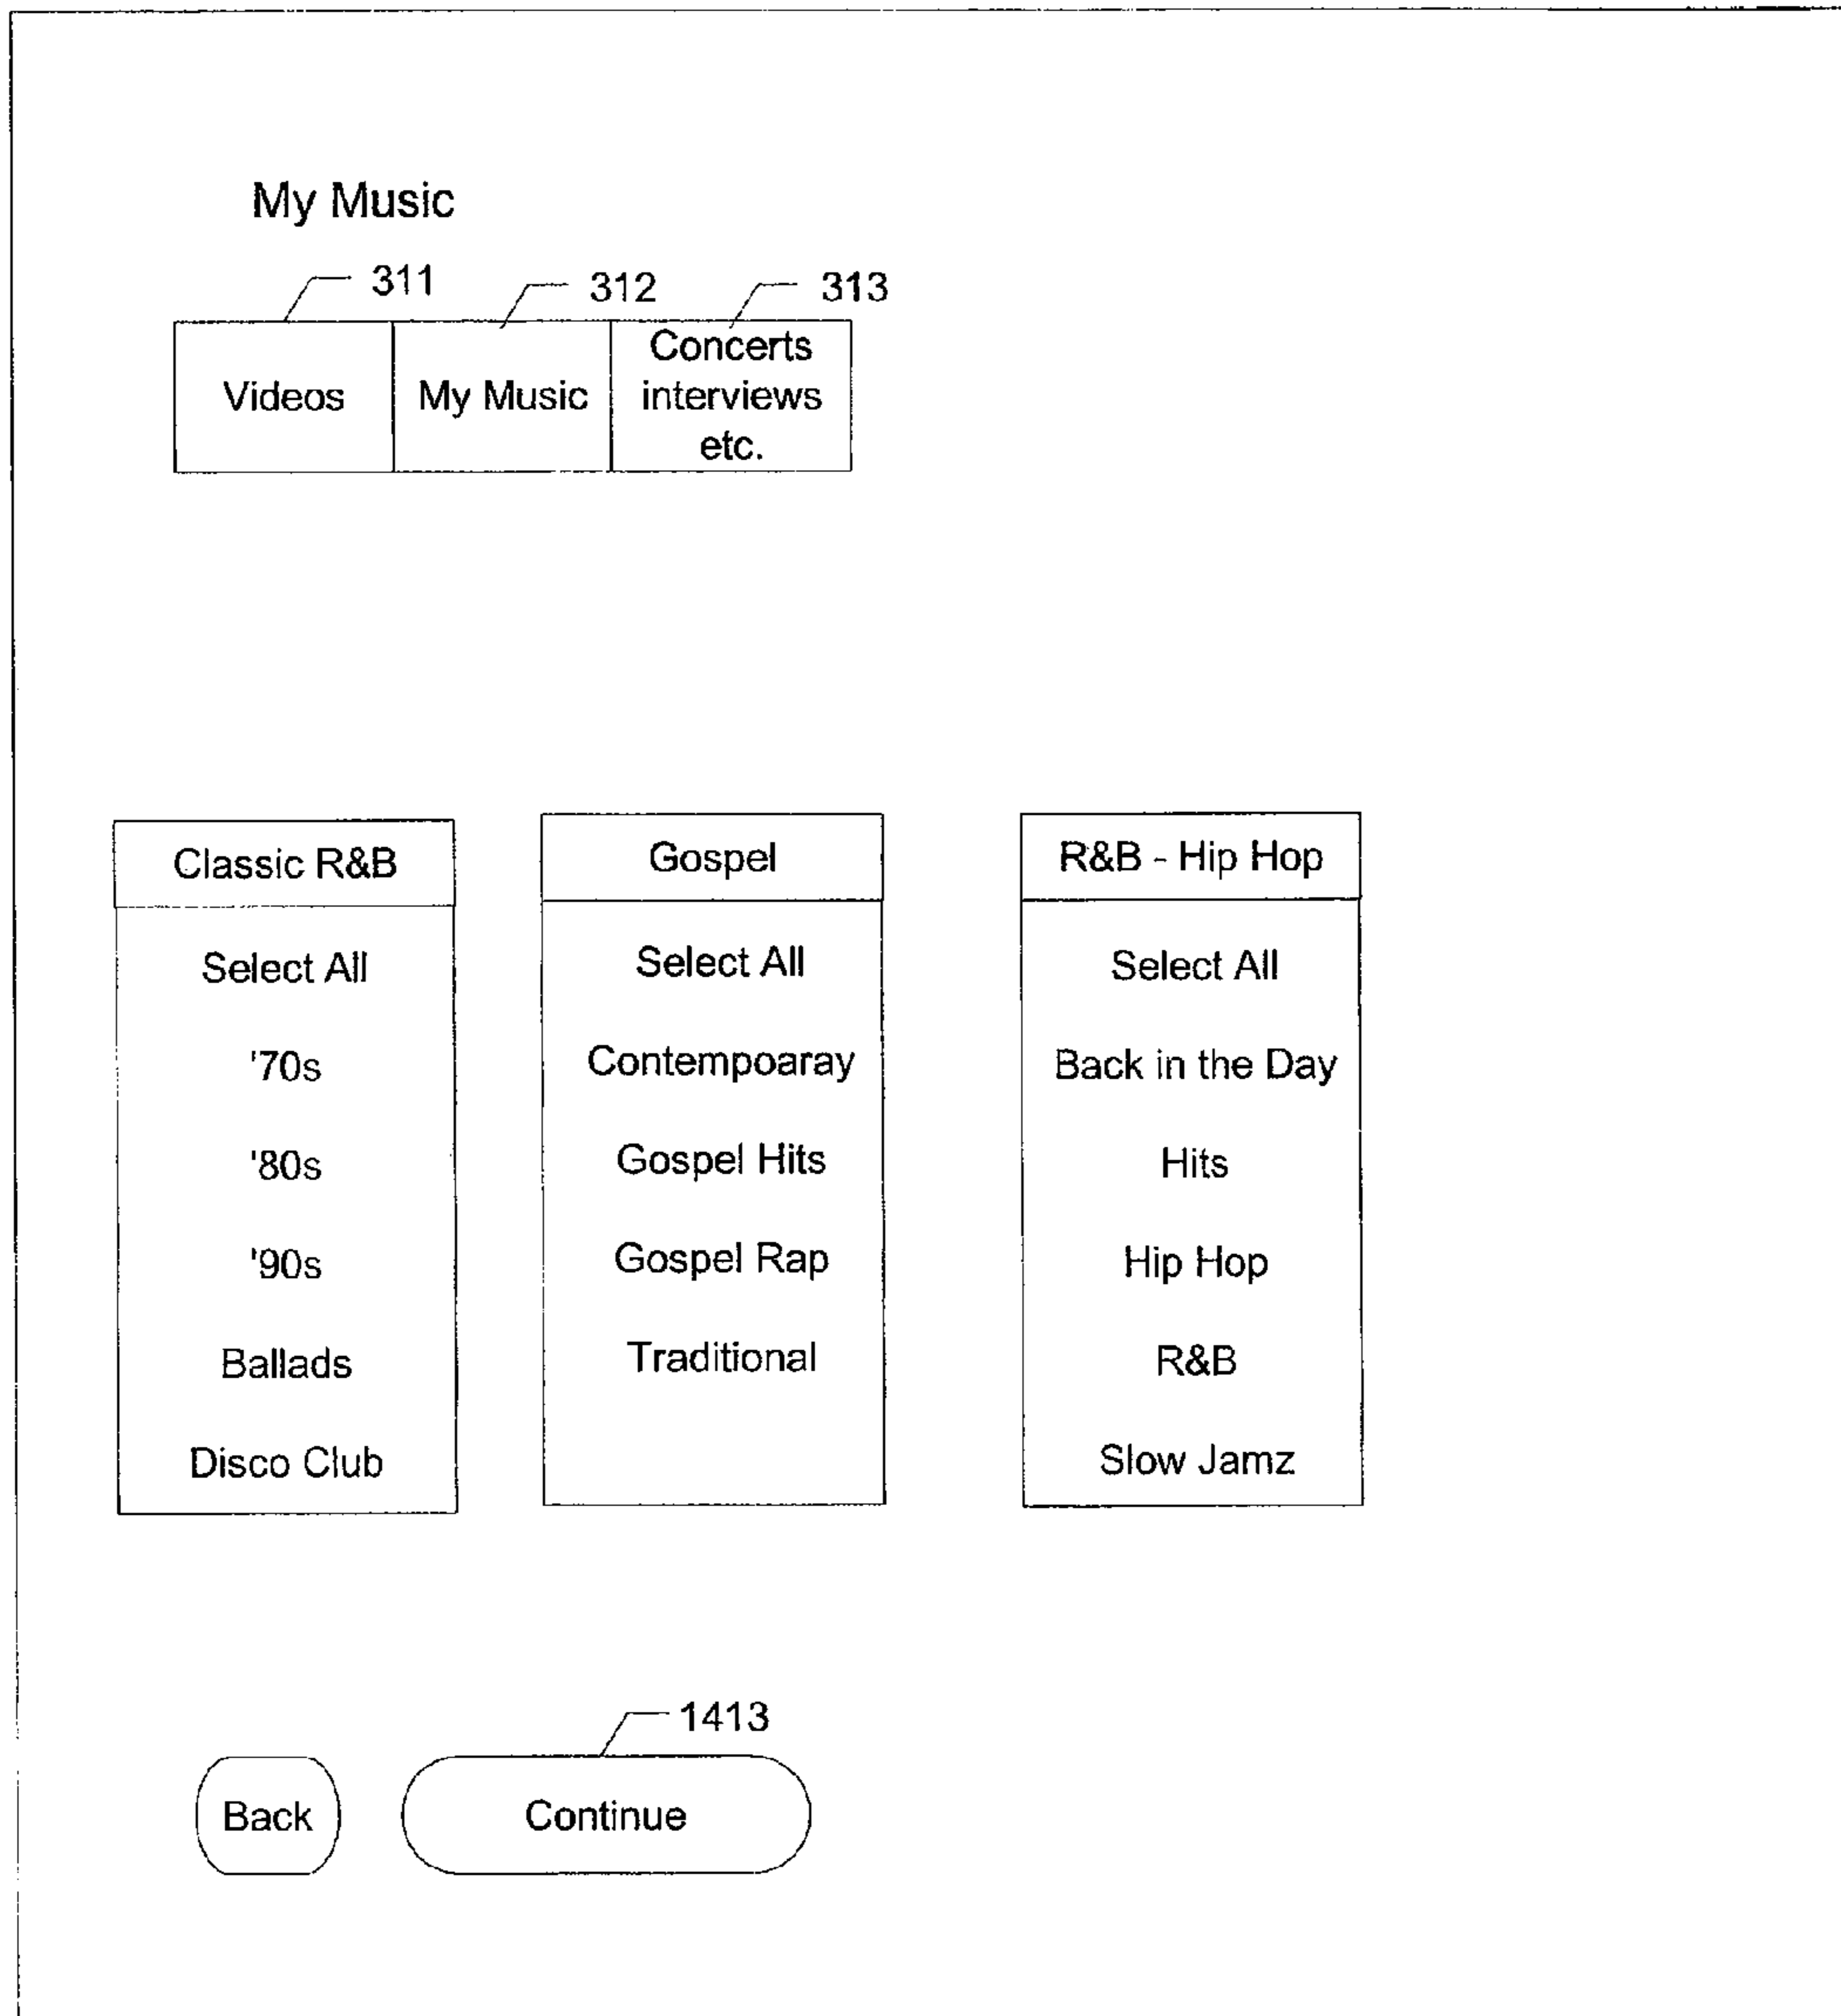 My Music
311
312
313
Videos
My Music
Concerts
interviews
etc.
Classic R&B
Select All
'70s
'80s
'90s
Ballads
Disco Club
Gospel
Select All
Contempoaray
Gospel Hits
Gospel Rap
Traditional
R&B - Hip Hop
Select All
Back in the Day
Hits
Hip Hop
R&B
Slow Jamz
1413
Back
Continue